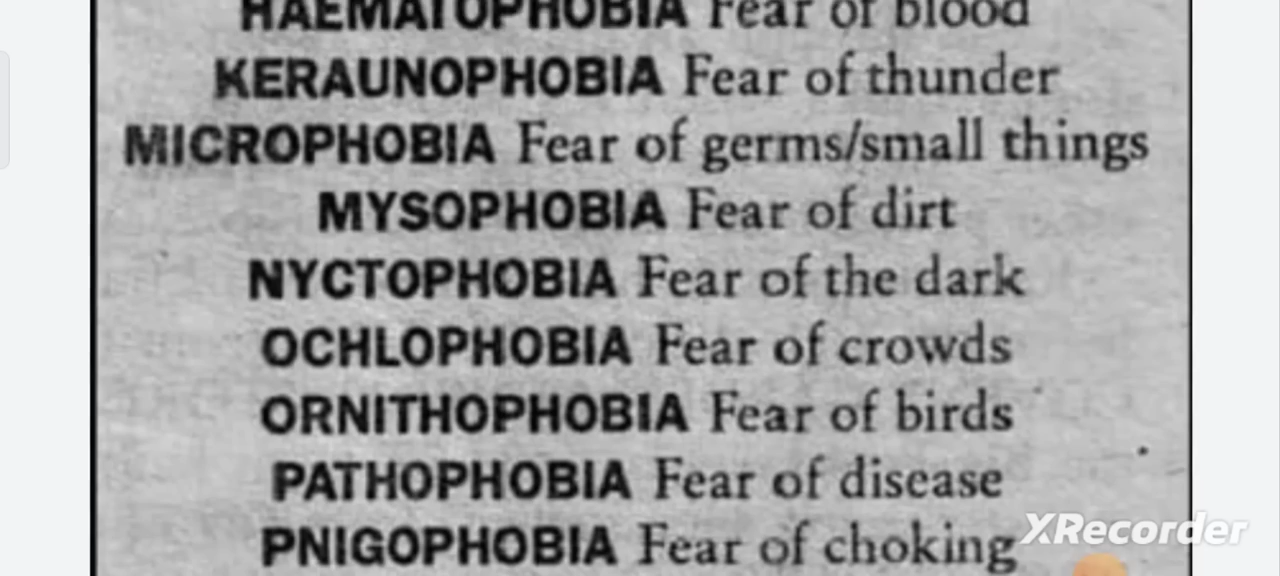 HAEMATOPHOBIA Fear of blood
KERAUNOPHOBIA Fear of thunder
MICROPHOBIA Fear of germs/small things
MYSOPHOBIA Fear of dirt
NYCTOPHOBIA Fear of the dark
OCHLOPHOBIA Fear of crowds
ORNITHOPHOBIA Fear of birds
PATHOPHOBIA Fear of disease
PNIGOPHOBIA Fear of choking
XRecorder